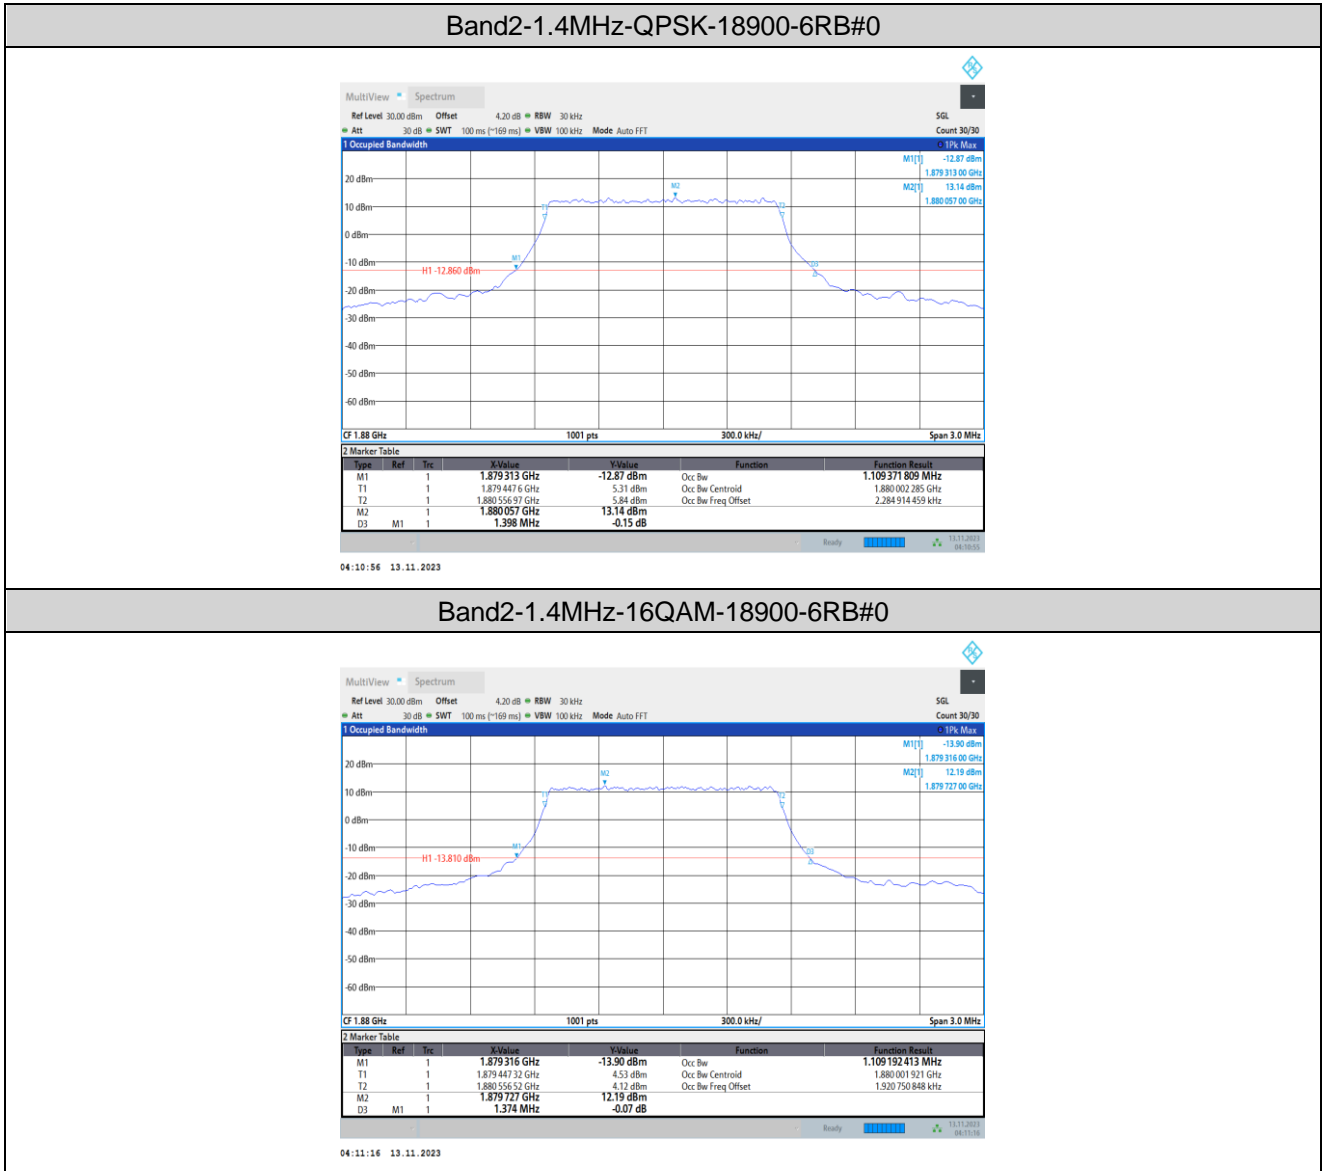 Band2-1.4MHz-QPSK-18900-6RB#0
MultiView Spectrum
Ref Level 30.00 dBm Offset 4.20 dB RBW 30 kHz SGL
Att 30 dB SWT 100 ms (~169 ms) VBW 100 kHz Mode Auto FFT Count 30/30
1 Occupied Bandwidth 1Pk Max
M1[1] -12.87 dBm
1.879 313 00 GHz
20 dBm
M2
M2[1] 13.14 dBm
1.880 057 00 GHz
10 dBm
T1
T2
0 dBm
-10 dBm
M1
D3
H1 -12.860 dBm
-20 dBm
-30 dBm
-40 dBm
-50 dBm
-60 dBm
CF 1.88 GHz 1001 pts 300.0 kHz/ Span 3.0 MHz
2 Marker Table
Type Ref Trc X-Value Y-Value Function Function Result
M1 1 1.879 313 GHz -12.87 dBm Occ Bw 1.109 371 809 MHz
T1 1 1.879 447 6 GHz 5.31 dBm Occ Bw Centroid 1.880 002 285 GHz
T2 1 1.880 556 97 GHz 5.84 dBm Occ Bw Freq Offset 2.284 914 459 kHz
M2 1 1.880 057 GHz 13.14 dBm
D3 M1 1 1.398 MHz -0.15 dB
Ready 13.11.2023
04:10:55
04:10:56 13.11.2023
Band2-1.4MHz-16QAM-18900-6RB#0
MultiView Spectrum
Ref Level 30.00 dBm Offset 4.20 dB RBW 30 kHz SGL
Att 30 dB SWT 100 ms (~169 ms) VBW 100 kHz Mode Auto FFT Count 30/30
1 Occupied Bandwidth 1Pk Max
M1[1] -13.90 dBm
1.879 316 00 GHz
20 dBm
M2
M2[1] 12.19 dBm
1.879 727 00 GHz
10 dBm
T1
T2
0 dBm
-10 dBm
M1
D3
H1 -13.810 dBm
-20 dBm
-30 dBm
-40 dBm
-50 dBm
-60 dBm
CF 1.88 GHz 1001 pts 300.0 kHz/ Span 3.0 MHz
2 Marker Table
Type Ref Trc X-Value Y-Value Function Function Result
M1 1 1.879 316 GHz -13.90 dBm Occ Bw 1.109 192 413 MHz
T1 1 1.879 447 32 GHz 4.53 dBm Occ Bw Centroid 1.880 001 921 GHz
T2 1 1.880 556 52 GHz 4.12 dBm Occ Bw Freq Offset 1.920 750 848 kHz
M2 1 1.879 727 GHz 12.19 dBm
D3 M1 1 1.374 MHz -0.07 dB
Ready 13.11.2023
04:11:16
04:11:16 13.11.2023